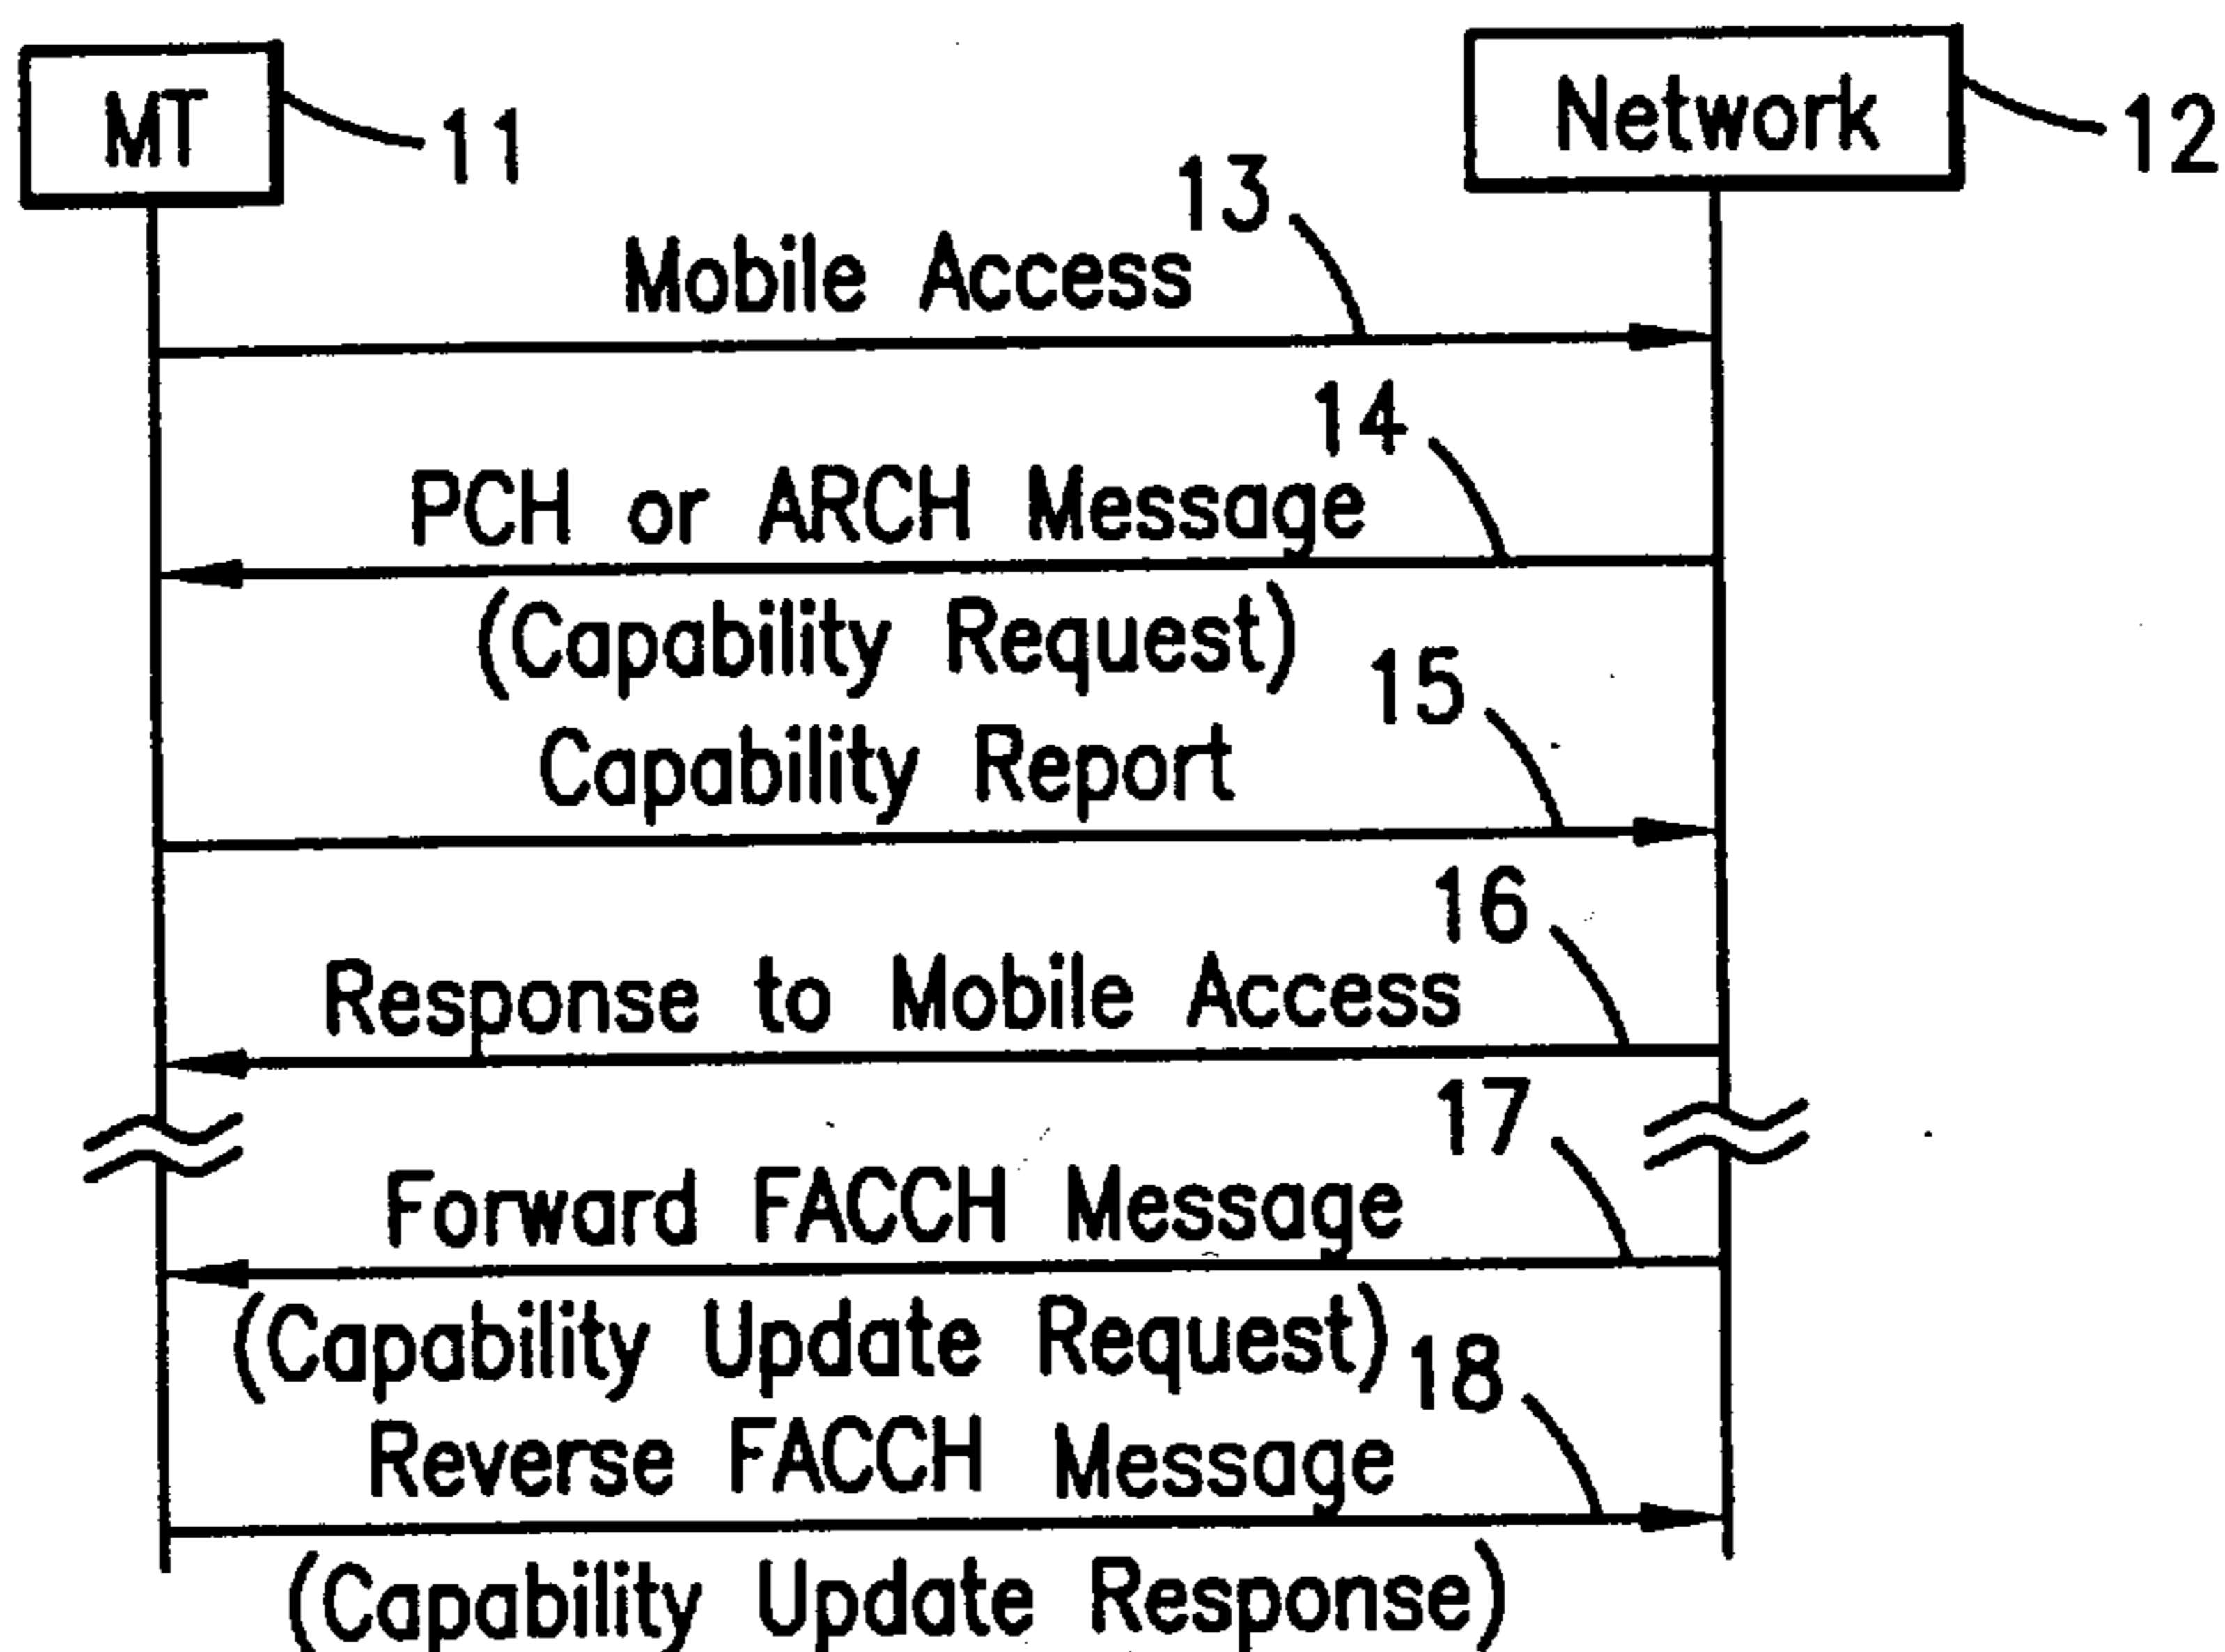 MT
11
Network
12
13
Mobile Access
14
PCH or ARCH Message
(Capability Request)
15
Capability Report
16
Response to Mobile Access
17
Forward FACCH Message
(Capability Update Request)
18
Reverse FACCH Message
(Capability Update Response)